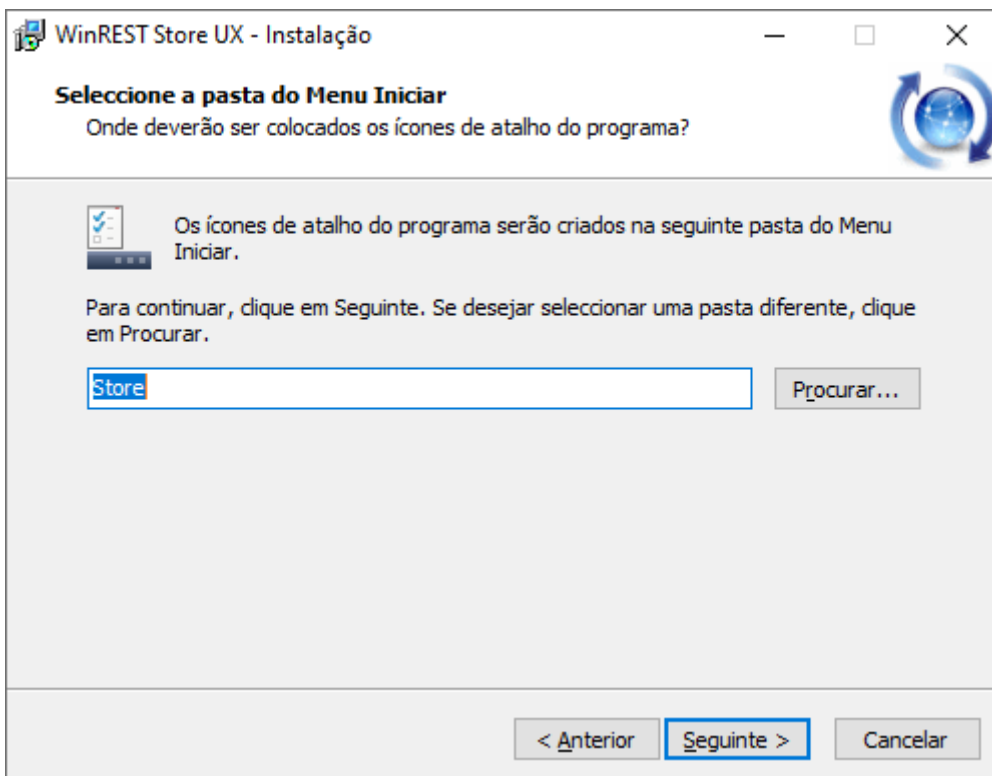 WinREST Store UX - Instalação
Seleccione a pasta do Menu Iniciar
Onde deverão ser colocados os ícones de atalho do programa?
Os ícones de atalho do programa serão criados na seguinte pasta do Menu
Iniciar.
Para continuar, clique em Seguinte. Se desejar seleccionar uma pasta diferente, clique
em Procurar.
Store
Procurar...
< Anterior
Seguinte >
Cancelar